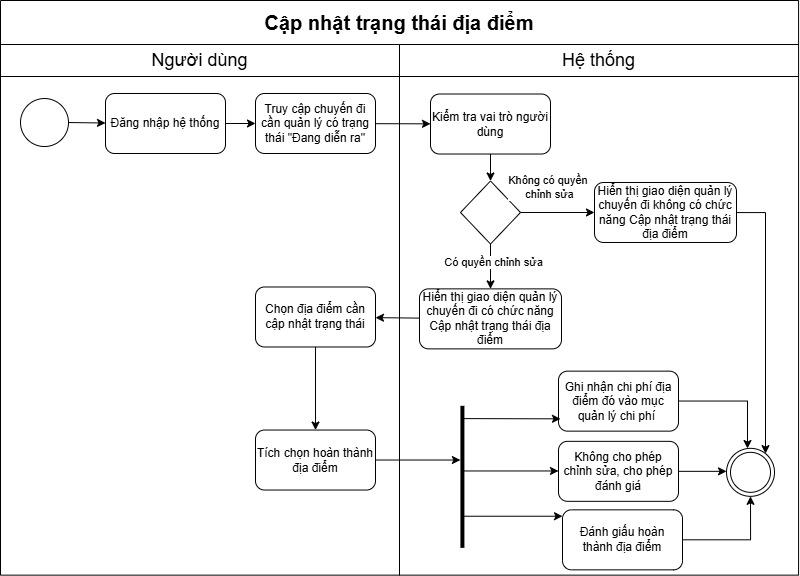 Cập nhật trạng thái địa điểm
Người dùng
Hệ thống
Đăng nhập hệ thống
Truy cập chuyến đi
cần quản lý có trạng
thái "Đang diễn ra"
Kiểm tra vai trò người
dùng
Không có quyền
chỉnh sửa
Hiển thị giao diện quản lý
chuyến đi không có chức
năng Cập nhật trạng thái
địa điểm
Có quyền chỉnh sửa
Hiển thị giao diện quản lý
chuyến đi có chức năng
Cập nhật trạng thái địa
điểm
Chọn địa điểm cần
cập nhật trạng thái
Tích chọn hoàn thành
địa điểm
Ghi nhận chi phí địa
điểm đó vào mục
quản lý chi phí
Không cho phép
chỉnh sửa, cho phép
đánh giá
Đánh giấu hoàn
thành địa điểm